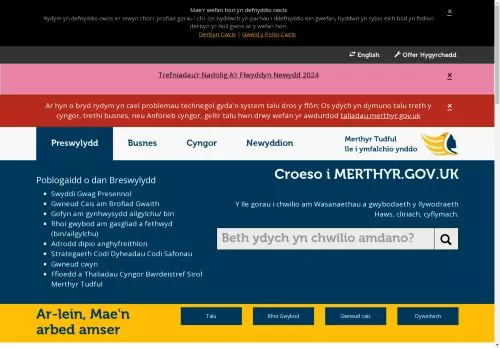 Mae'r wefan hon yn defnyddio cwcis
Rydym yn defnyddio cwcis er mwyn i'ch profiad gorau i chi. Os byddwch yn parhau i ddefnyddio ein gwefan, byddwn yn tybio eich bod yn fodlon
derbyn yr holl gwcis ar y wefan hon.
Derbyn Cwcis | Gweld y Polisi Cwcis
x
English
Offer Hygyrchedd
Trefniadau'r Nadolig A'r Flwyddyn Newydd 2024
x
Ar hyn o bryd rydym yn cael problemau technegol gyda'n system talu dros y ffôn; Os ydych yn dymuno talu treth y
cyngor, trethi busnes, neu Anfoneb cyngor, gellir talu hwn drwy wefan yr awdurdod taliadau.merthyr.gov.uk
x
Preswylydd
Busnes
Cyngor
Newyddion
Merthyr Tudful
lle i ymfalchïo ynddo
Poblogaidd o dan Breswylydd
Swyddi Gwag Presennol
Gwneud Cais am Brofiad Gwaith
Gofyn am gynhwysydd ailgylchu/ bin
Rhoi gwybod am gasgliad a fethwyd
(bin/ailgylchu)
Adrodd dipio anghyfreithlon
Strategaeth Codi Dyheadau Codi Safonau
Gwneud cwyn
Ffioedd a Thaliadau Cyngor Bwrdeistref Sirol
Merthyr Tudful
Croeso i MERTHYR.GOV.UK
Y lle gorau i chwilio am Wasanaethau a gwybodaeth y llywodraeth
Haws, cliriach, cyflymach.
Beth ydych yn chwilio amdano?
Ar-lein, Mae'n
arbed amser
Talu
Rhoi Gwybod
Gwneud cais
Dywedwch